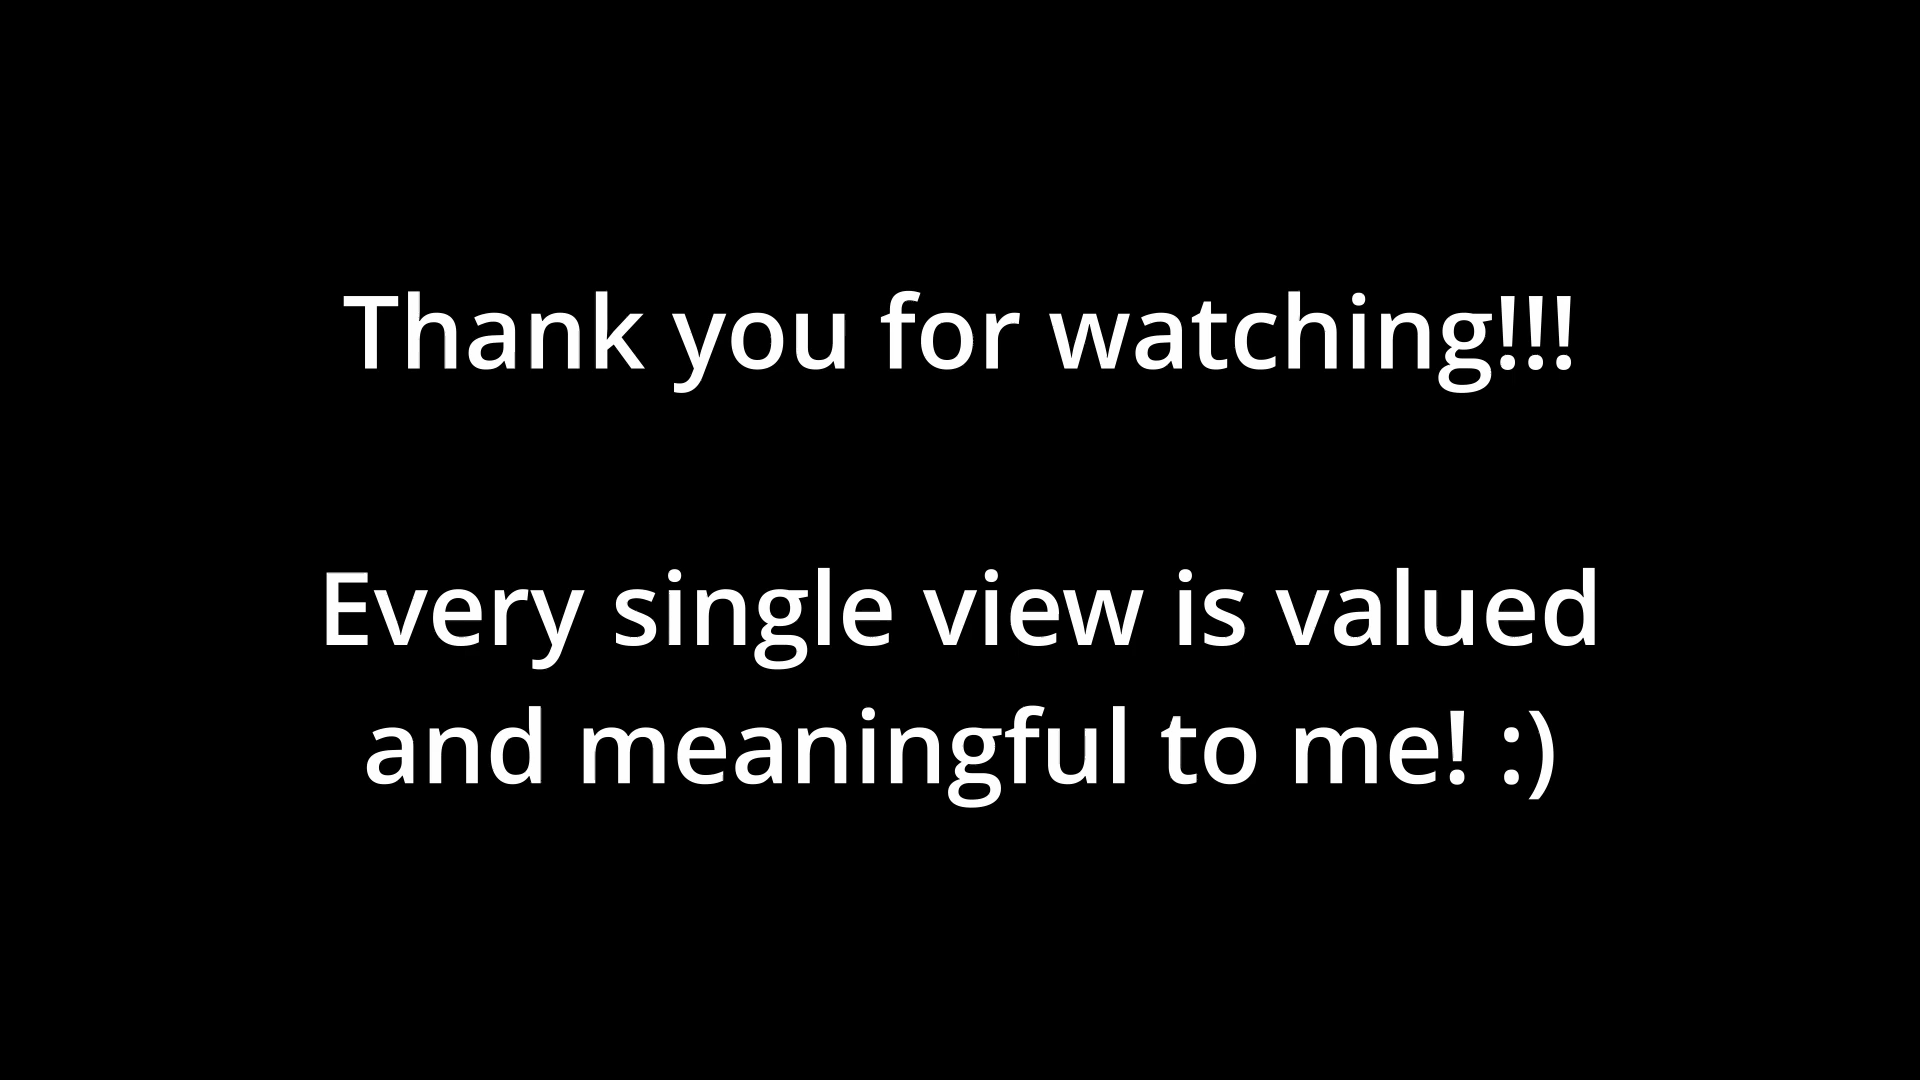 Thank you for watching!!!
Every single view is valued
and meaningful to me! :)